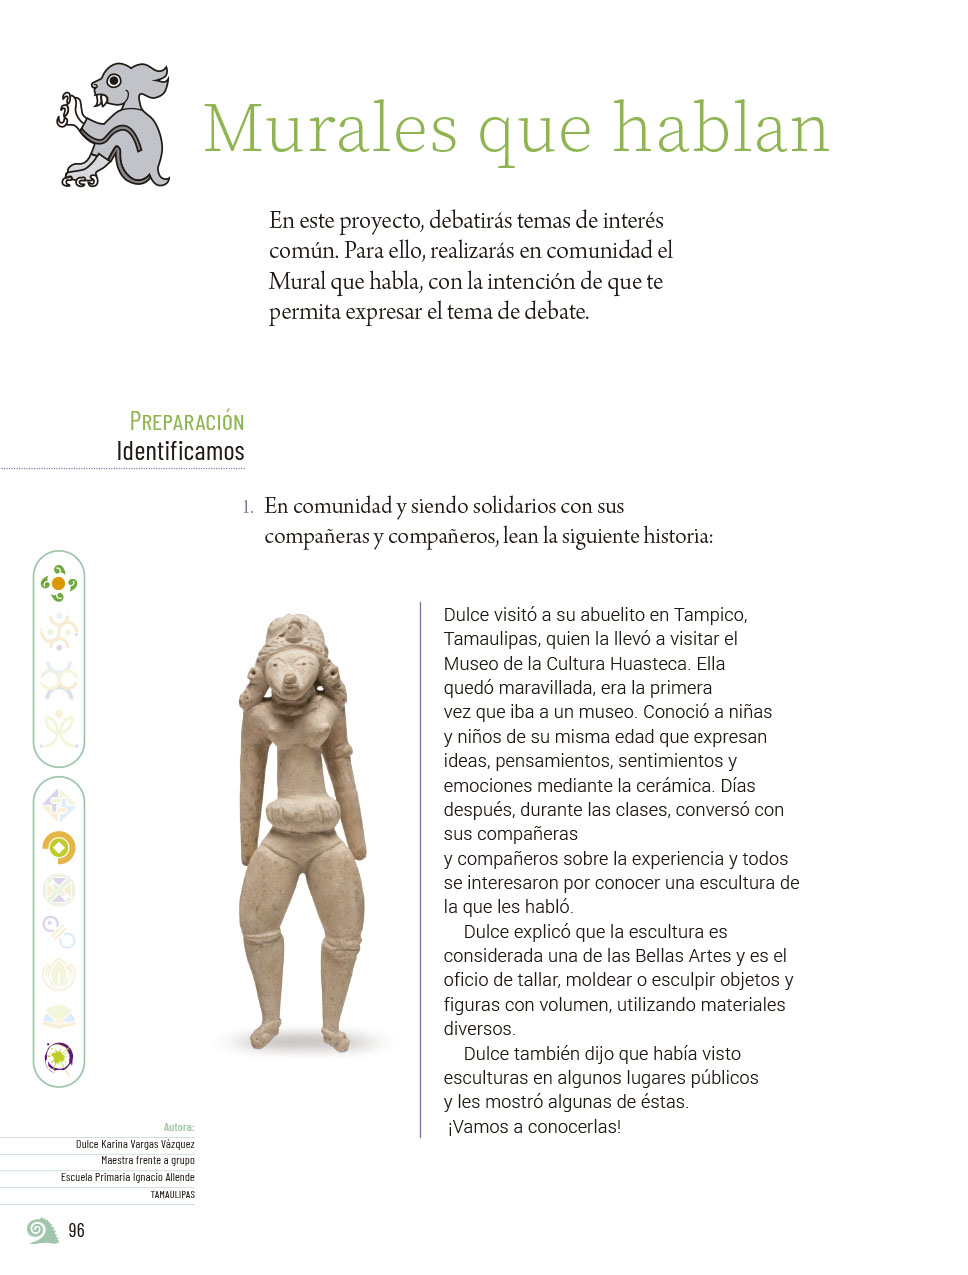 Murales que hablan
En este proyecto, debatirás temas de interés
común. Para ello, realizarás en comunidad el
Mural que habla, con la intención de que te
permita expresar el tema de debate.
Preparación
Identificamos
1. En comunidad y siendo solidarios con sus
compañeras y compañeros, lean la siguiente historia:
Dulce visitó a su abuelito en Tampico,
Tamaulipas, quien la llevó a visitar el
Museo de la Cultura Huasteca. Ella
quedó maravillada, era la primera
vez que iba a un museo. Conoció a niñas
y niños de su misma edad que expresan
ideas, pensamientos, sentimientos y
emociones mediante la cerámica. Días
después, durante las clases, conversó con
sus compañeras
y compañeros sobre la experiencia y todos
se interesaron por conocer una escultura de
la que les habló.
Dulce explicó que la escultura es
considerada una de las Bellas Artes y es el
oficio de tallar, moldear o esculpir objetos y
figuras con volumen, utilizando materiales
diversos.
Dulce también dijo que había visto
esculturas en algunos lugares públicos
y les mostró algunas de éstas.
¡Vamos a conocerlas!
Autora:
Dulce Karina Vargas Vázquez
Maestra frente a grupo
Escuela Primaria Ignacio Allende
TAMAULIPAS
96